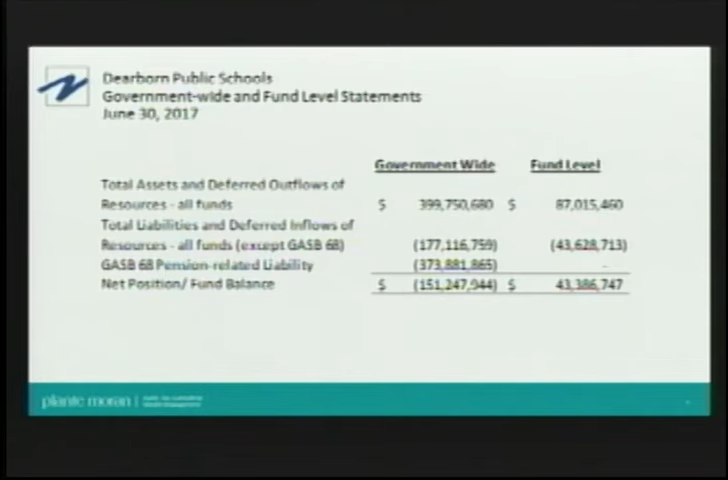 Dearborn Public Schools
Government-wide and Fund Level Statements
June 30, 2017
Government Wide Fund Level
Total Assets and Deferred Outflows of
Resources - all funds $ 399,750,680 $ 87,015,460
Total Liabilities and Deferred Inflows of
Resources - all funds (except GASB 68) (177,116,759) (43,628,713)
GASB 68 Pension-related Liability (373,881,865) -
Net Position/ Fund Balance $ (151,247,944) $ 43,386,747
plante moran |